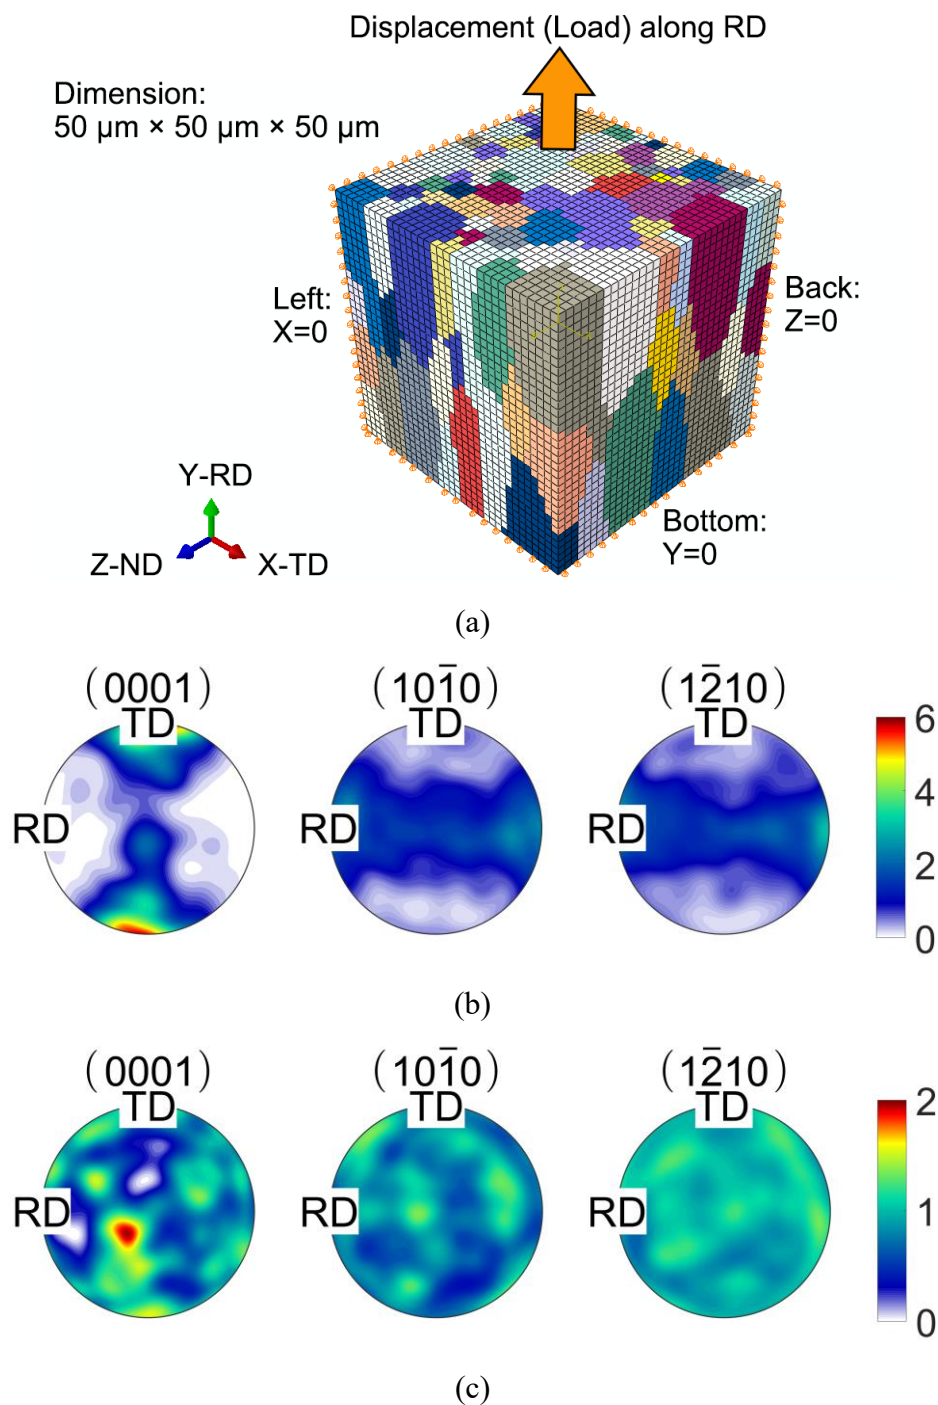 Displacement (Load) along RD
Dimension:
50 µm × 50 µm × 50 µm
Left:
X=0
Back:
Z=0
Y-RD
Z-ND
X-TD
Bottom:
Y=0
(a)
(0001)
(101̅0)
(12̅10)
TD
TD
TD
RD
RD
RD
6
4
2
0
(b)
(0001)
(101̅0)
(12̅10)
TD
TD
TD
RD
RD
RD
2
1
0
(c)